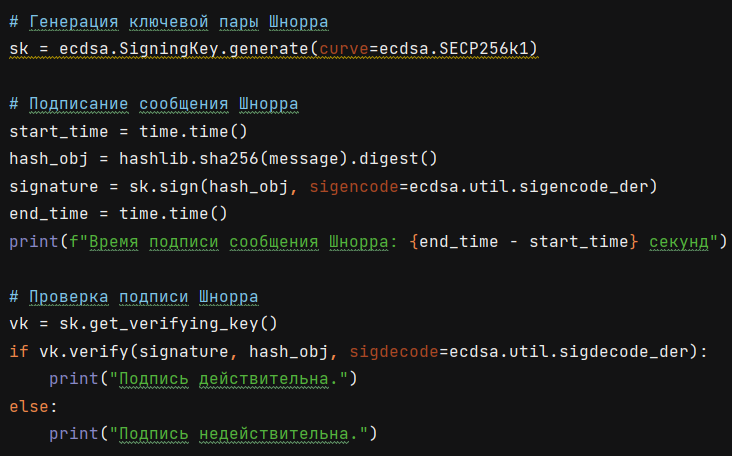 # Генерация ключевой пары Шнорра
sk = ecdsa.SigningKey.generate(curve=ecdsa.SECP256k1)
# Подписание сообщения Шнорра
start_time = time.time()
hash_obj = hashlib.sha256(message).digest()
signature = sk.sign(hash_obj, sigencode=ecdsa.util.sigencode_der)
end_time = time.time()
print(f"Время подписи сообщения Шнорра: {end_time - start_time} секунд")
# Проверка подписи Шнорра
vk = sk.get_verifying_key()
if vk.verify(signature, hash_obj, sigdecode=ecdsa.util.sigdecode_der):
    print("Подпись действительна.")
else:
    print("Подпись недействительна.")